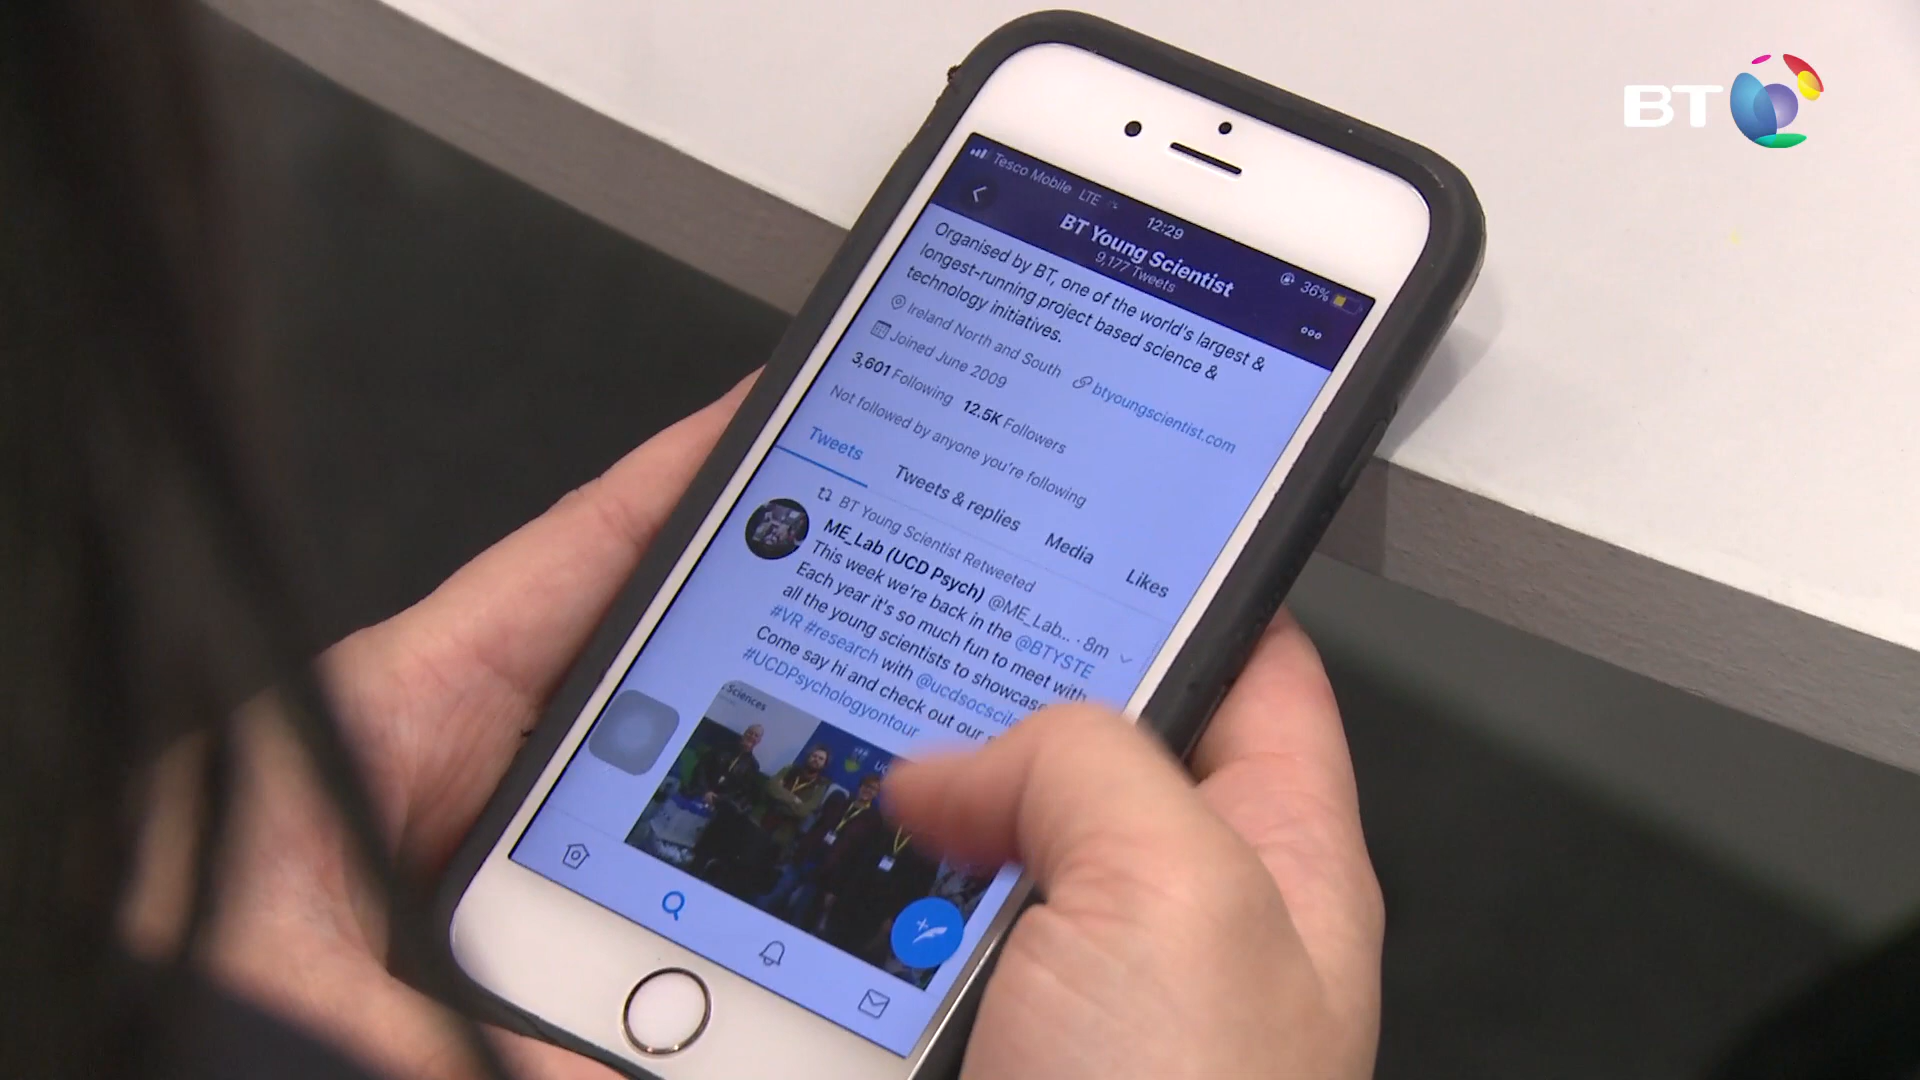 BT
Tesco Mobile LTE
12:29
36%
BT Young Scientist
9,177 Tweets
Organised by BT, one of the world's largest &
longest-running project based science &
technology initiatives.
Ireland North and South btyoungscientist.com
Joined June 2009
3,601 Following 12.5K Followers
Not followed by anyone you're following
Tweets Tweets & replies Media Likes
BT Young Scientist Retweeted
ME_Lab (UCD Psych) @ME_Lab... · 8m
This week we're back in the @BTYSTE
Each year it's so much fun to meet with
all the young scientists to showcase
#VR #research with @ucdsocscila
Come say hi and check out our
#UCDPsychologyontour
Sciences